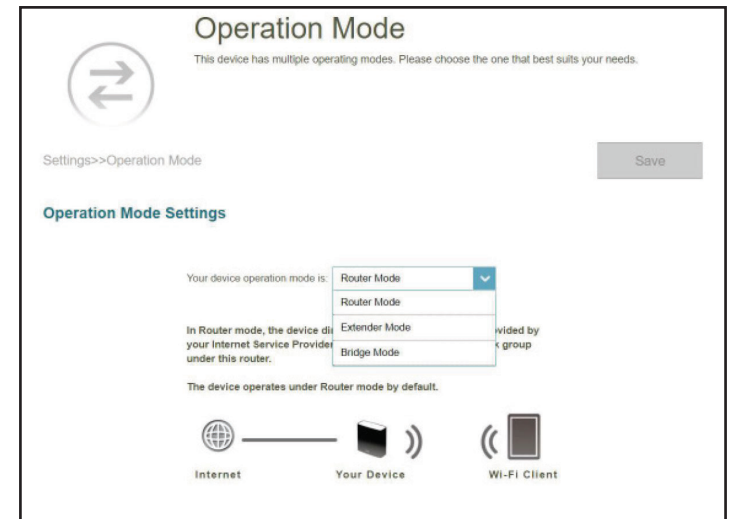 Operation Mode
This device has multiple operating modes. Please choose the one that best suits your needs.
Settings>>Operation Mode
Save
Operation Mode Settings
Your device operation mode is: Router Mode
Router Mode
Extender Mode
Bridge Mode
In Router mode, the device
your Internet Service Provider
under this router.
by
group
The device operates under Router mode by default.
Internet Your Device Wi-Fi Client